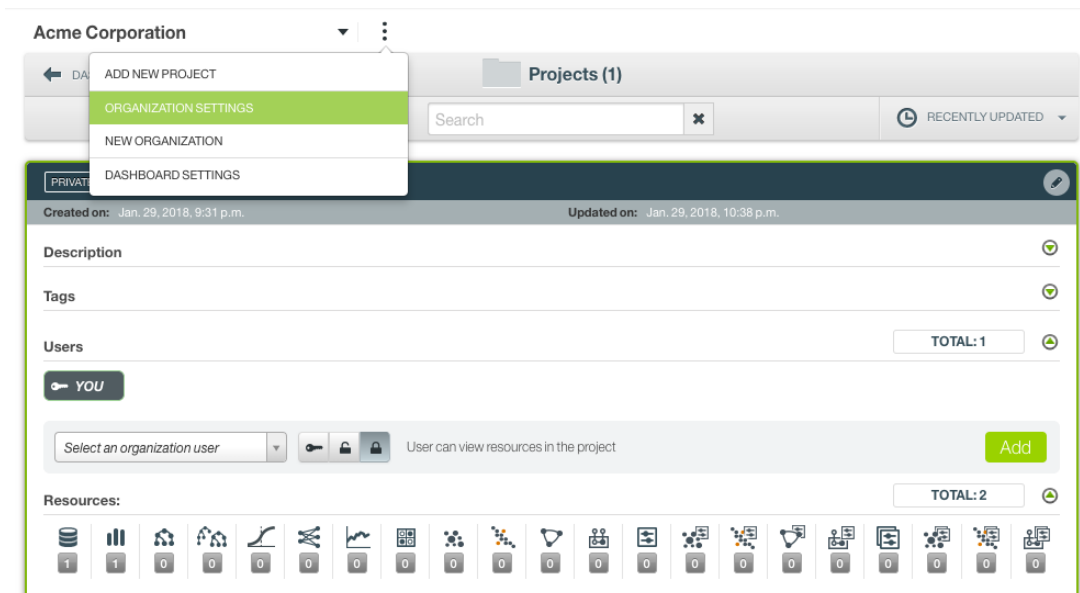 Acme Corporation
DA
ADD NEW PROJECT
ORGANIZATION SETTINGS
NEW ORGANIZATION
DASHBOARD SETTINGS
Projects (1)
Search
RECENTLY UPDATED
PRIVATE
Created on: Jan. 29, 2018, 9:31 p.m. Updated on: Jan. 29, 2018, 10:38 p.m.
Description
Tags
Users TOTAL: 1
YOU
Select an organization user User can view resources in the project Add
Resources: TOTAL: 2
1 1 0 0 0 0 0 0 0 0 0 0 0 0 0 0 0 0 0 0 0